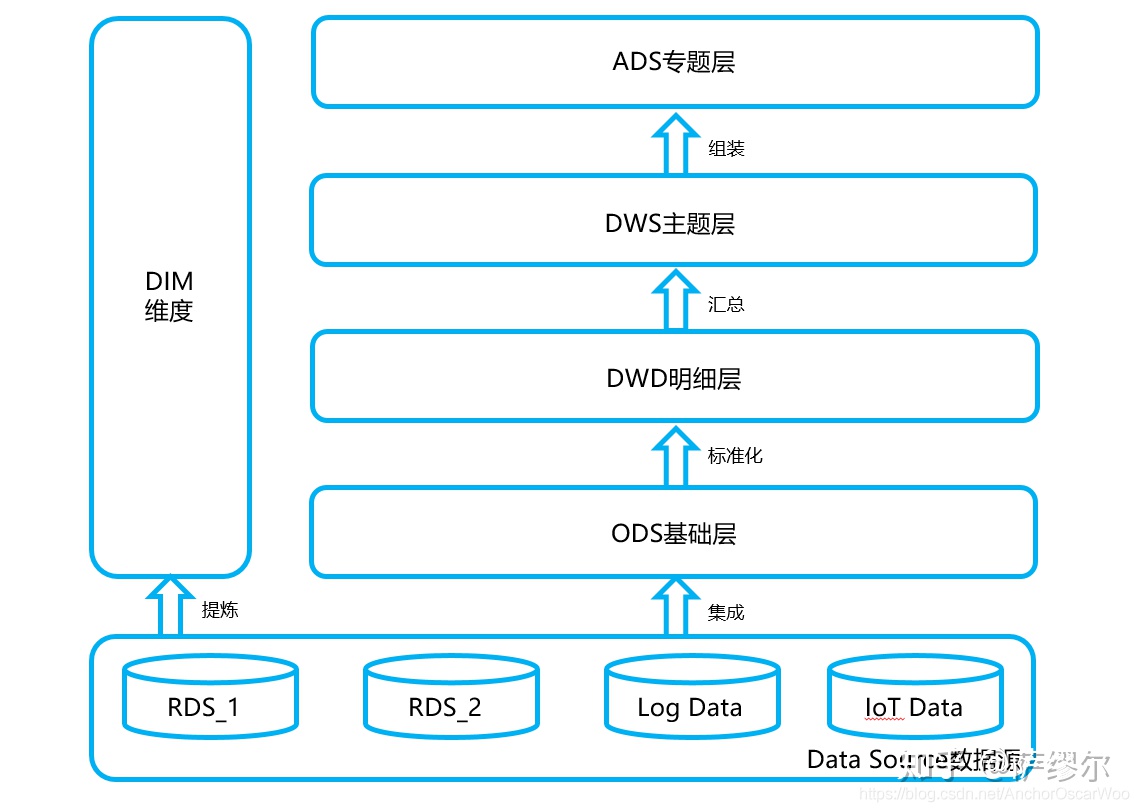 ADS专题层
组装
DWS主题层
汇总
DIM
维度
DWD明细层
标准化
ODS基础层
提炼
集成
RDS_1
RDS_2
Log Data
IoT Data
Data Source数据源
知乎 @萨缪尔
https://blog.csdn.net/AnchorOscarWoo